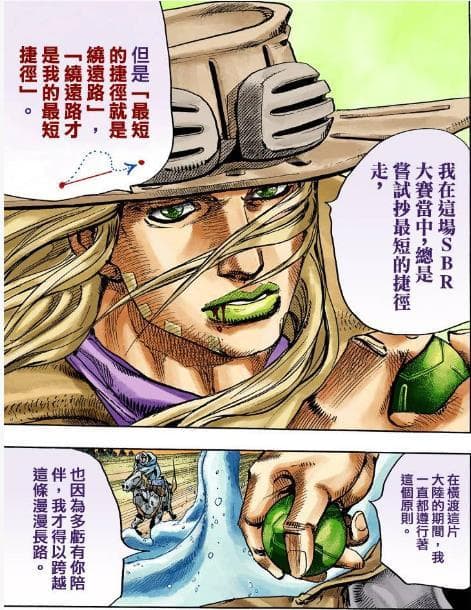 我在這場SBR
大賽當中，總是
嘗試抄最短的捷徑
走，
但是「最短
的捷徑就是
繞遠路」，
「繞遠路才
是我的最短
捷徑」。
在橫渡這片
大陸的期間，我
一直都遵行著
這個原則。
也因為多虧有你陪
伴，我才得以跨越
這條漫漫長路。